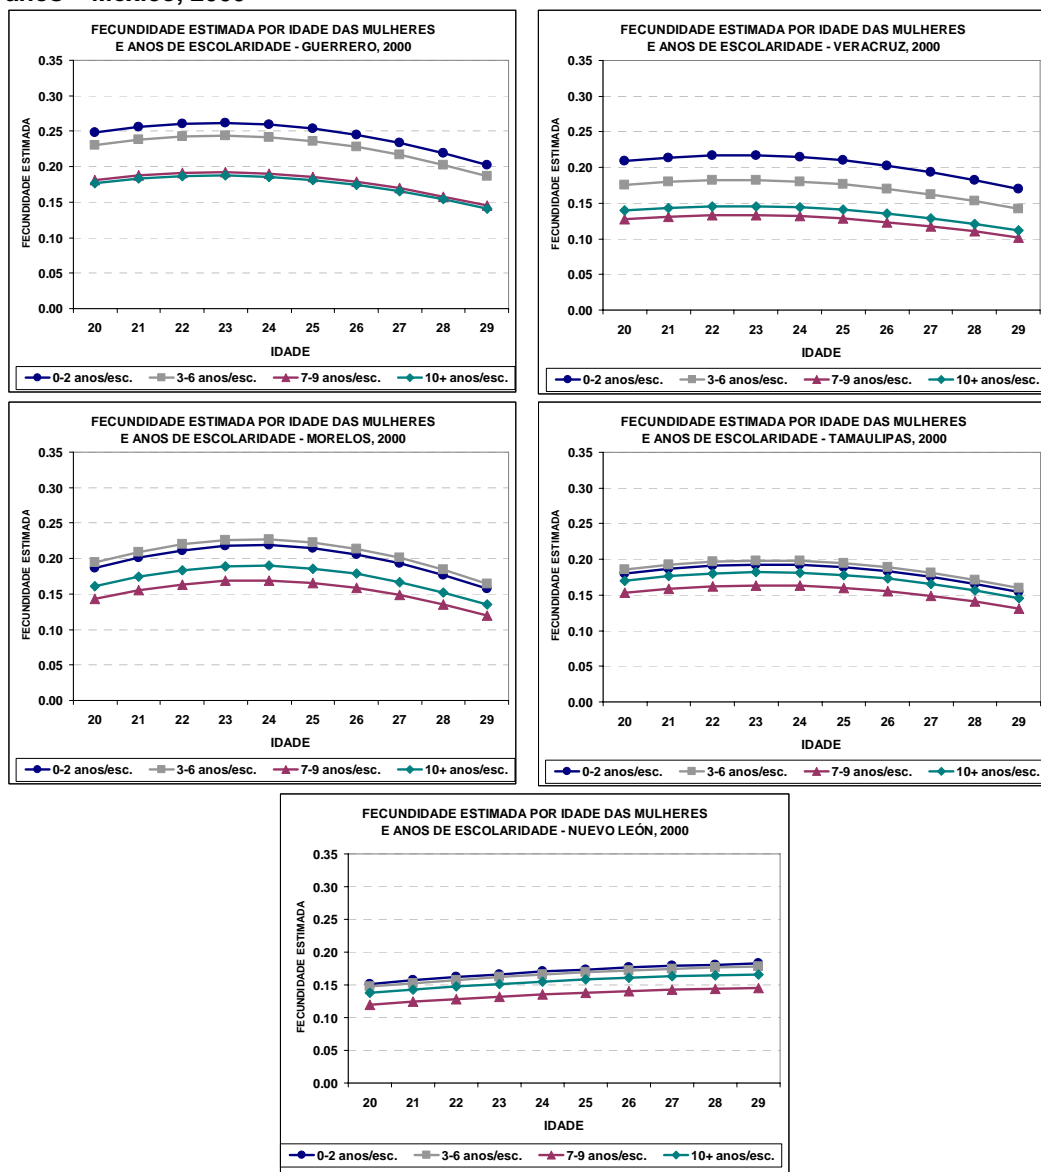 anos – México, 2000
FECUNDIDADE ESTIMADA POR IDADE DAS MULHERES
E ANOS DE ESCOLARIDADE - GUERRERO, 2000
0.35
0.30
0.25
0.20
0.15
0.10
0.05
0.00
FECUNDIDADE ESTIMADA
20 21 22 23 24 25 26 27 28 29
IDADE
0-2 anos/esc. 3-6 anos/esc. 7-9 anos/esc. 10+ anos/esc.
FECUNDIDADE ESTIMADA POR IDADE DAS MULHERES
E ANOS DE ESCOLARIDADE - VERACRUZ, 2000
0.35
0.30
0.25
0.20
0.15
0.10
0.05
0.00
FECUNDIDADE ESTIMADA
20 21 22 23 24 25 26 27 28 29
IDADE
0-2 anos/esc. 3-6 anos/esc. 7-9 anos/esc. 10+ anos/esc.
FECUNDIDADE ESTIMADA POR IDADE DAS MULHERES
E ANOS DE ESCOLARIDADE - MORELOS, 2000
0.35
0.30
0.25
0.20
0.15
0.10
0.05
0.00
FECUNDIDADE ESTIMADA
20 21 22 23 24 25 26 27 28 29
IDADE
0-2 anos/esc. 3-6 anos/esc. 7-9 anos/esc. 10+ anos/esc.
FECUNDIDADE ESTIMADA POR IDADE DAS MULHERES
E ANOS DE ESCOLARIDADE - TAMAULIPAS, 2000
0.35
0.30
0.25
0.20
0.15
0.10
0.05
0.00
FECUNDIDADE ESTIMADA
20 21 22 23 24 25 26 27 28 29
IDADE
0-2 anos/esc. 3-6 anos/esc. 7-9 anos/esc. 10+ anos/esc.
FECUNDIDADE ESTIMADA POR IDADE DAS MULHERES
E ANOS DE ESCOLARIDADE - NUEVO LEÓN, 2000
0.35
0.30
0.25
0.20
0.15
0.10
0.05
0.00
FECUNDIDADE ESTIMADA
20 21 22 23 24 25 26 27 28 29
IDADE
0-2 anos/esc. 3-6 anos/esc. 7-9 anos/esc. 10+ anos/esc.